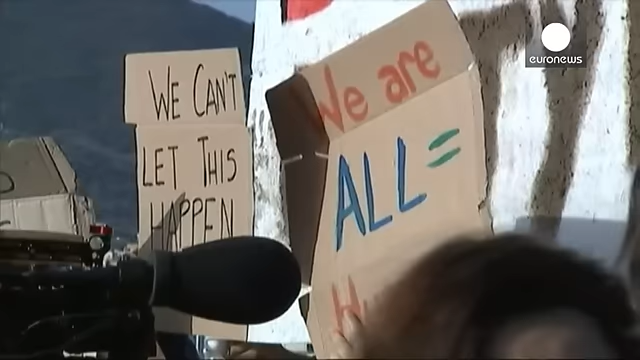 euronews
WE CAN'T
LET THIS
HAPPEN
We are
ALL =